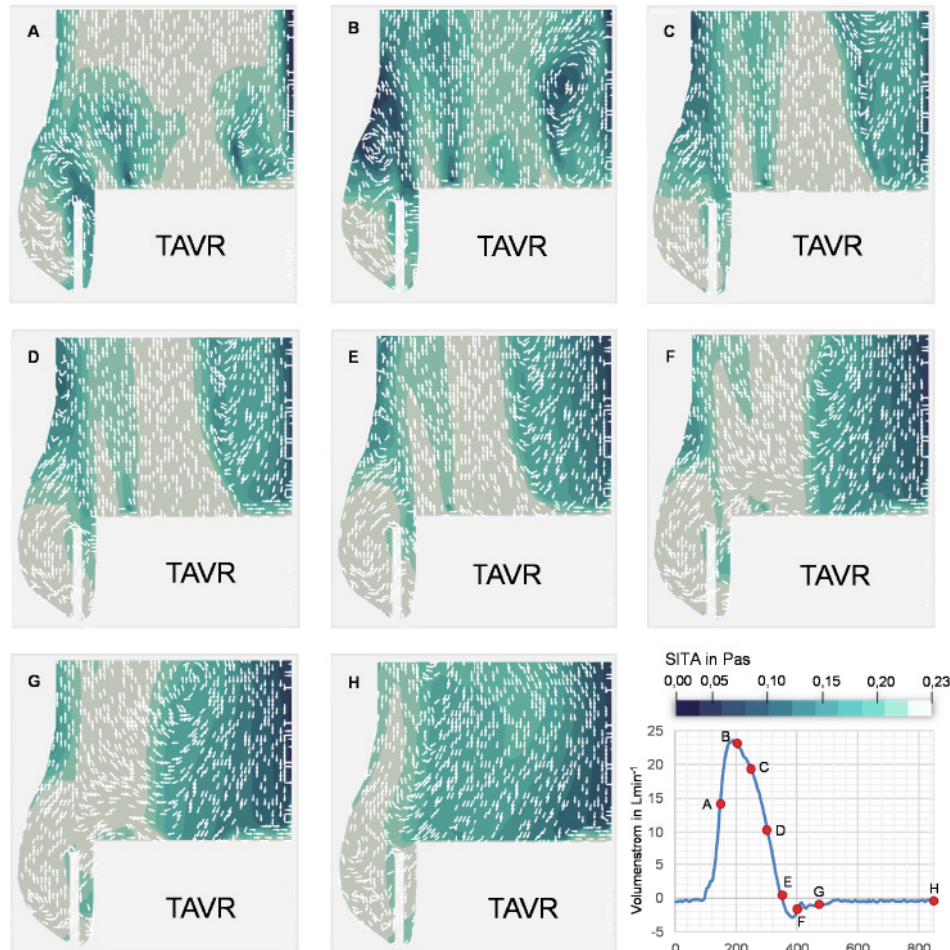 A
TAVR
B
TAVR
C
TAVR
D
TAVR
E
TAVR
F
TAVR
G
TAVR
H
TAVR
SITA in Pas
0,00 0,05 0,10 0,15 0,20 0,23
Volumenstrom in Lmin⁻¹
25
20
15
10
5
0
-5
A
B
C
D
E
F
G
H
0 200 400 600 800